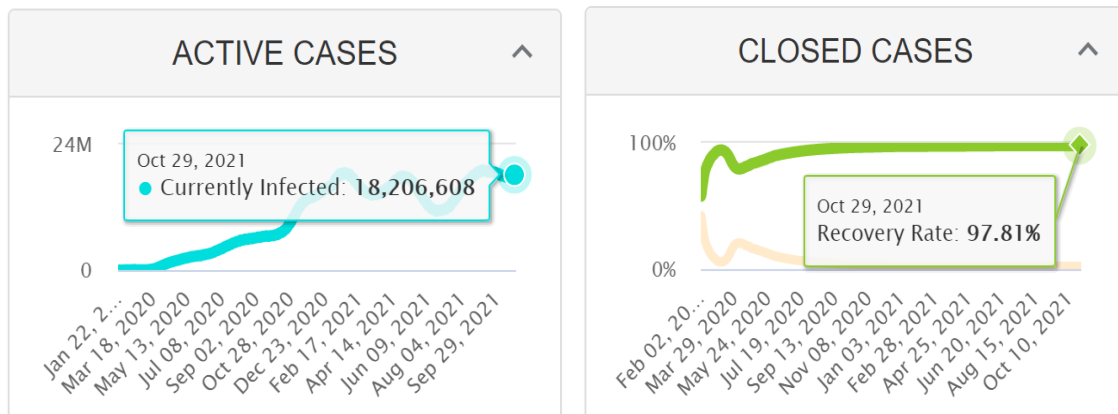 ACTIVE CASES
24M
Oct 29, 2021
Currently Infected: 18,206,608
0
Jan 22, 2...
Mar 18, 2020
May 13, 2020
Jul 08, 2020
Sep 02, 2020
Oct 28, 2020
Dec 23, 2020
Feb 17, 2021
Apr 14, 2021
Jun 09, 2021
Aug 04, 2021
Sep 29, 2021
CLOSED CASES
100%
Oct 29, 2021
Recovery Rate: 97.81%
0%
Feb 02, 20...
Mar 29, 2020
May 24, 2020
Jul 19, 2020
Sep 13, 2020
Nov 08, 2020
Jan 03, 2021
Feb 28, 2021
Apr 25, 2021
Jun 20, 2021
Aug 15, 2021
Oct 10, 2021